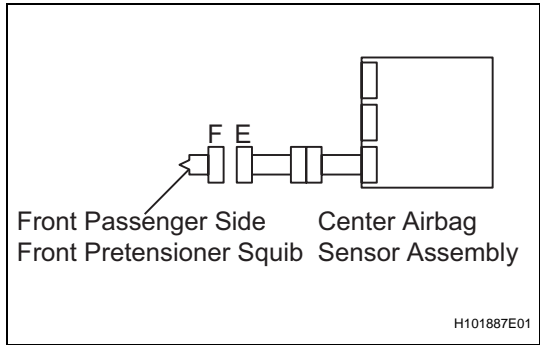 F E
Front Passenger Side Center Airbag
Front Pretensioner Squib Sensor Assembly
H101887E01